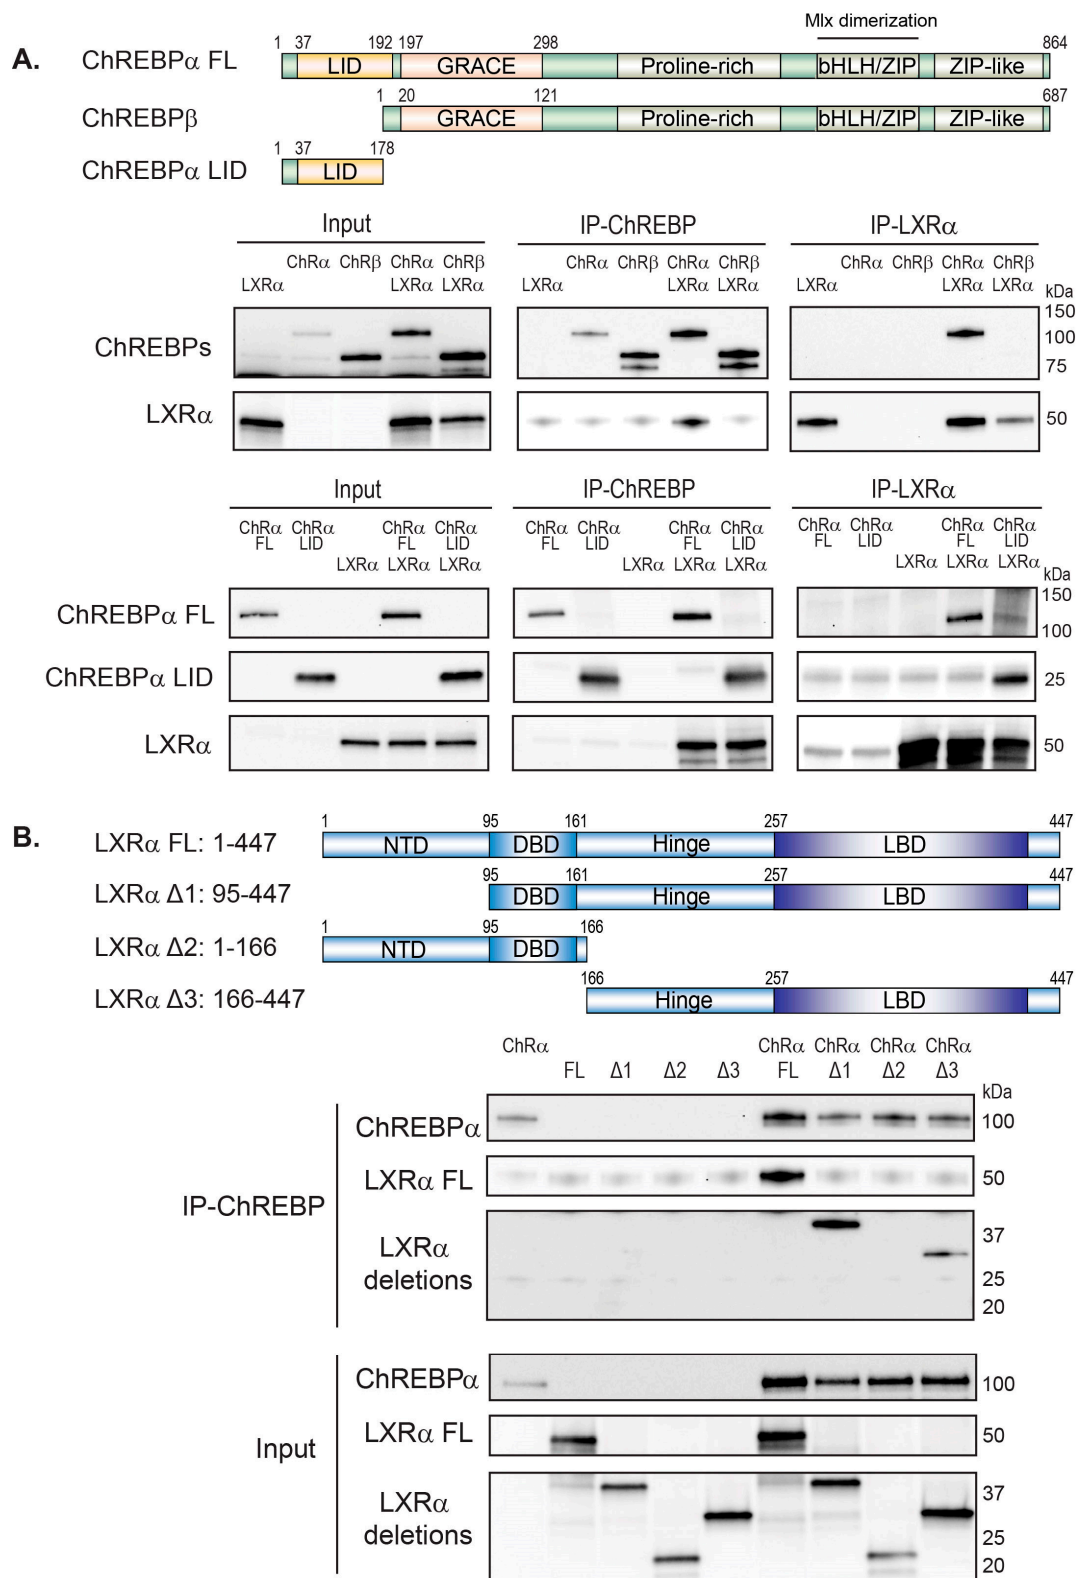 Mlx dimerization
A.
1 37 192 197 298 864
ChREBPα FL LID GRACE Proline-rich bHLH/ZIP ZIP-like
1 20 121 687
ChREBPβ GRACE Proline-rich bHLH/ZIP ZIP-like
1 37 178
ChREBPα LID LID
Input IP-ChREBP IP-LXRα
ChRα ChRβ ChRα ChRβ ChRα ChRβ ChRα ChRβ ChRα ChRβ ChRα ChRβ
LXRα LXRα LXRα LXRα LXRα LXRα LXRα LXRα LXRα
kDa
150
ChREBPs 100
75
LXRα 50
Input IP-ChREBP IP-LXRα
ChRα ChRα ChRα ChRα ChRα ChRα ChRα ChRα ChRα ChRα ChRα ChRα
FL LID FL LID FL LID FL LID FL LID FL LID
LXRα LXRα LXRα LXRα LXRα LXRα LXRα LXRα LXRα
kDa
150
ChREBPα FL
100
ChREBPα LID 25
LXRα 50
B.
1 95 161 257 447
LXRα FL: 1-447 NTD DBD Hinge LBD
95 161 257 447
LXRα Δ1: 95-447 DBD Hinge LBD
1 95 166
LXRα Δ2: 1-166 NTD DBD
166 257 447
LXRα Δ3: 166-447 Hinge LBD
ChRα ChRα ChRα ChRα ChRα
FL Δ1 Δ2 Δ3 FL Δ1 Δ2 Δ3
kDa
IP-ChREBP
ChREBPα 100
LXRα FL 50
LXRα deletions
37
25
20
Input
ChREBPα 100
LXRα FL 50
LXRα deletions
37
25
20